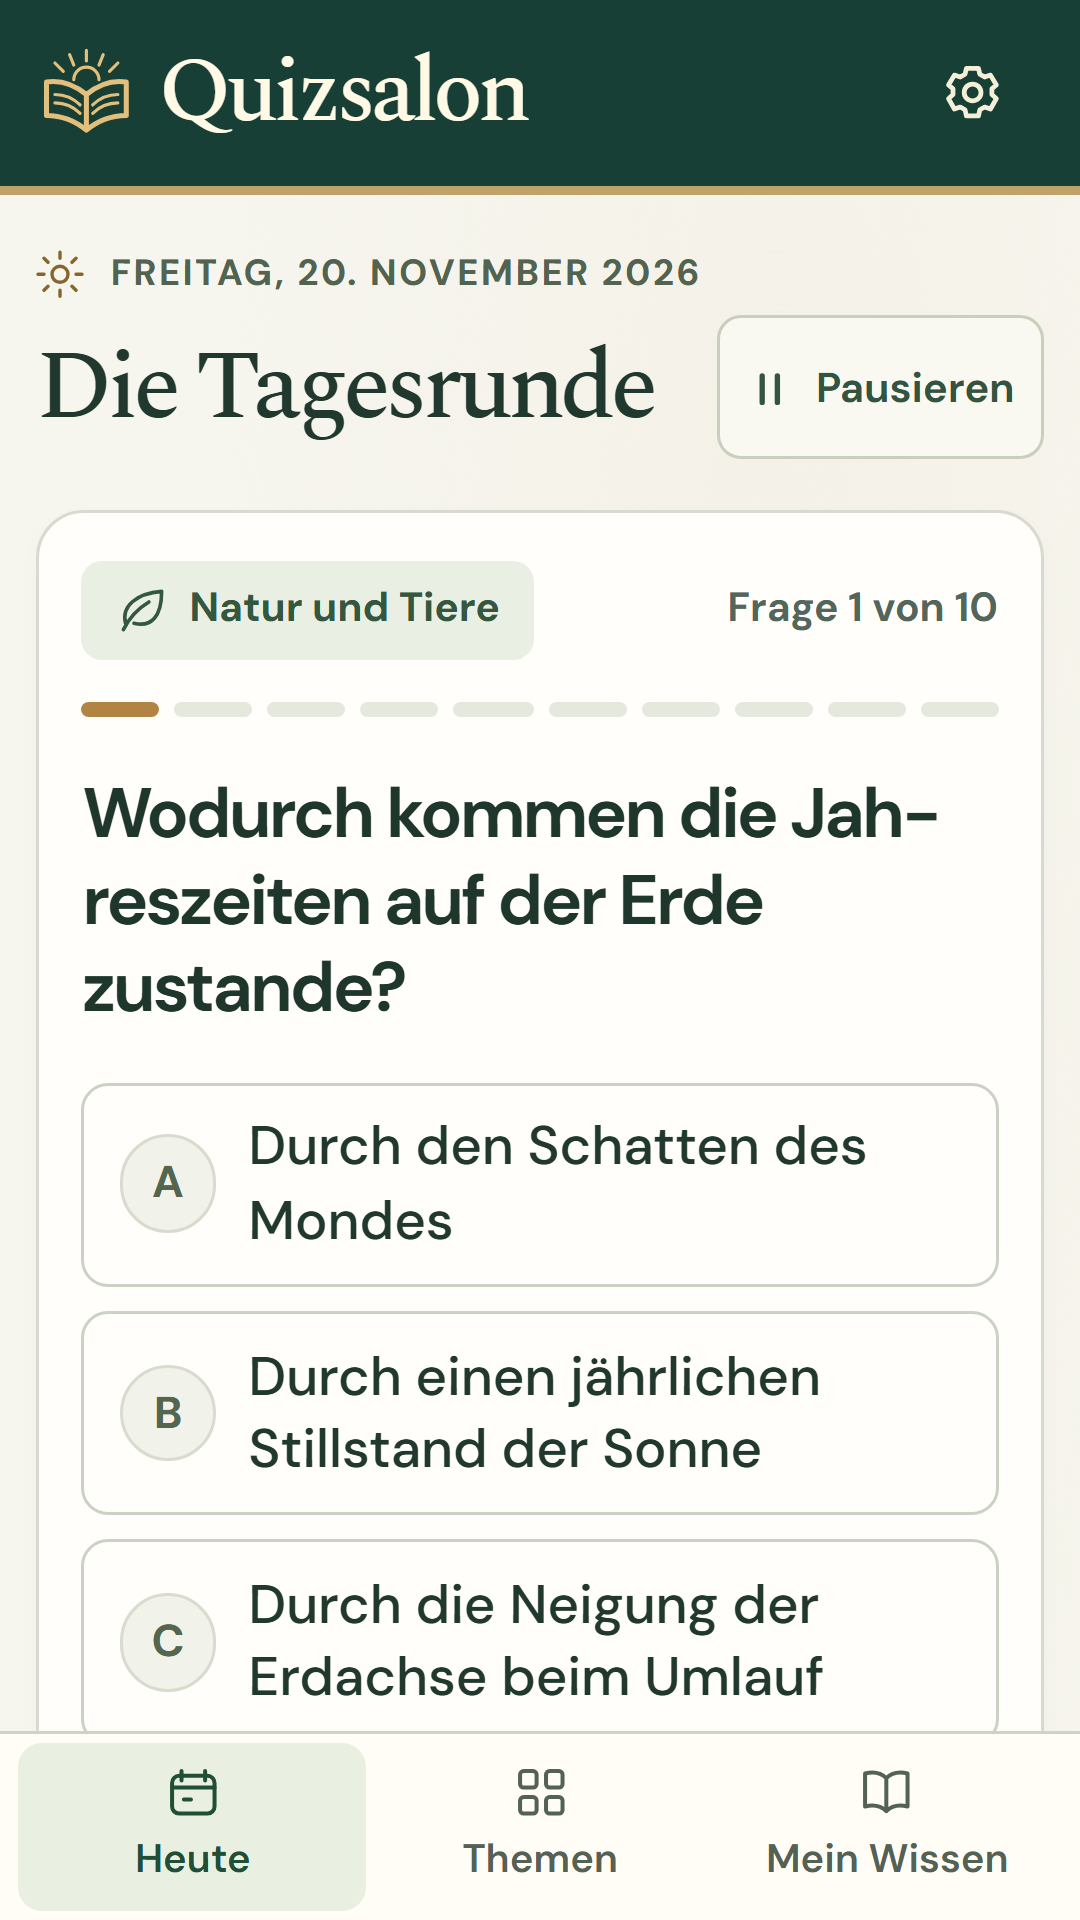 Quizsalon
FREITAG, 20. NOVEMBER 2026
Die Tagesrunde
Pausieren
Natur und Tiere
Frage 1 von 10
Wodurch kommen die Jah-
reszeiten auf der Erde
zustande?
A
Durch den Schatten des
Mondes
B
Durch einen jährlichen
Stillstand der Sonne
C
Durch die Neigung der
Erdachse beim Umlauf
Heute
Themen
Mein Wissen